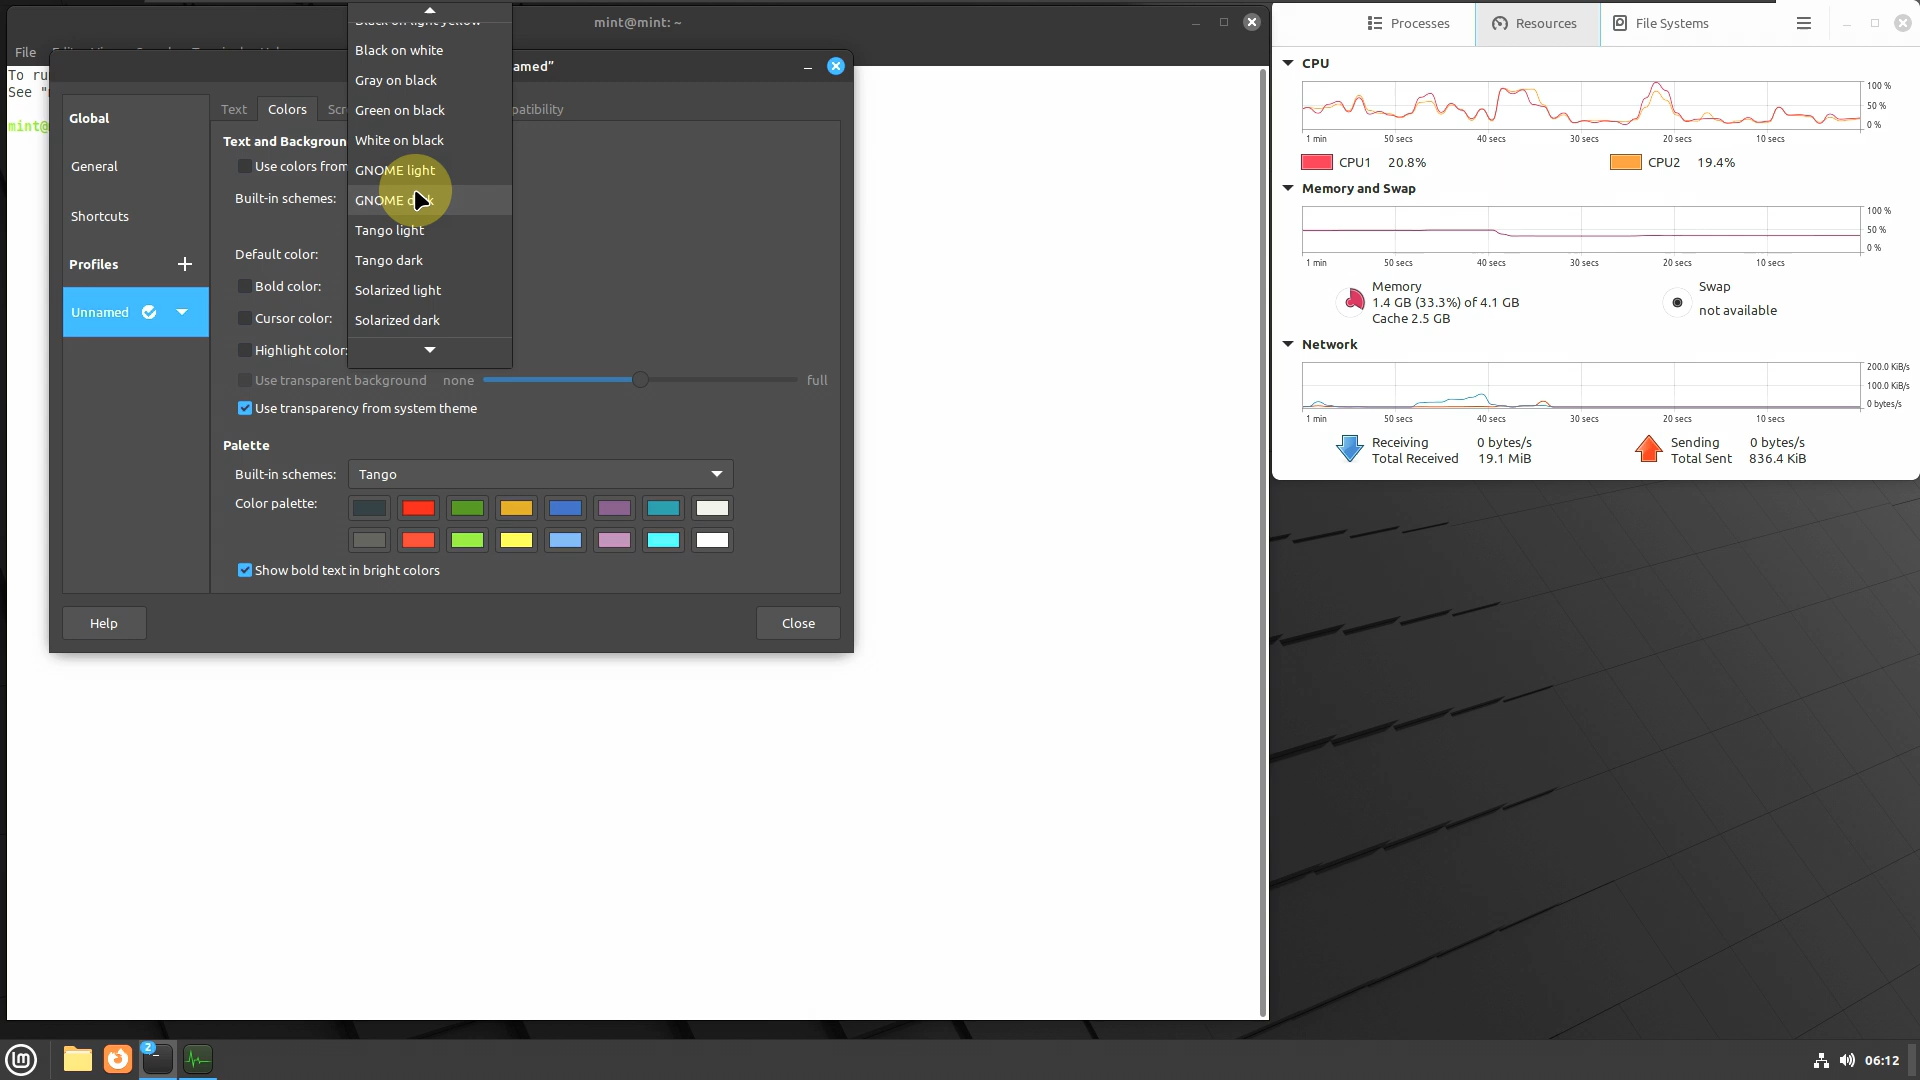 mint@mint: ~
File
To ru
See "
mint@
amed”
Global
General
Shortcuts
Profiles
Unnamed
Text
Colors
Scr
patibility
Text and Backgroun
Use colors from
Built-in schemes:
Default color:
Bold color:
Cursor color:
Highlight color:
Black on light yellow
Black on white
Gray on black
Green on black
White on black
GNOME light
GNOME dark
Tango light
Tango dark
Solarized light
Solarized dark
Use transparent background
none
full
Use transparency from system theme
Palette
Built-in schemes:
Tango
Color palette:
Show bold text in bright colors
Help
Close
Processes
Resources
File Systems
CPU
100 %
50 %
0 %
1 min
50 secs
40 secs
30 secs
20 secs
10 secs
CPU1 20.8%
CPU2 19.4%
Memory and Swap
100 %
50 %
0 %
1 min
50 secs
40 secs
30 secs
20 secs
10 secs
Memory
1.4 GB (33.3%) of 4.1 GB
Cache 2.5 GB
Swap
not available
Network
200.0 KiB/s
100.0 KiB/s
0 bytes/s
1 min
50 secs
40 secs
30 secs
20 secs
10 secs
Receiving 0 bytes/s
Total Received 19.1 MiB
Sending 0 bytes/s
Total Sent 836.4 KiB
2
06:12